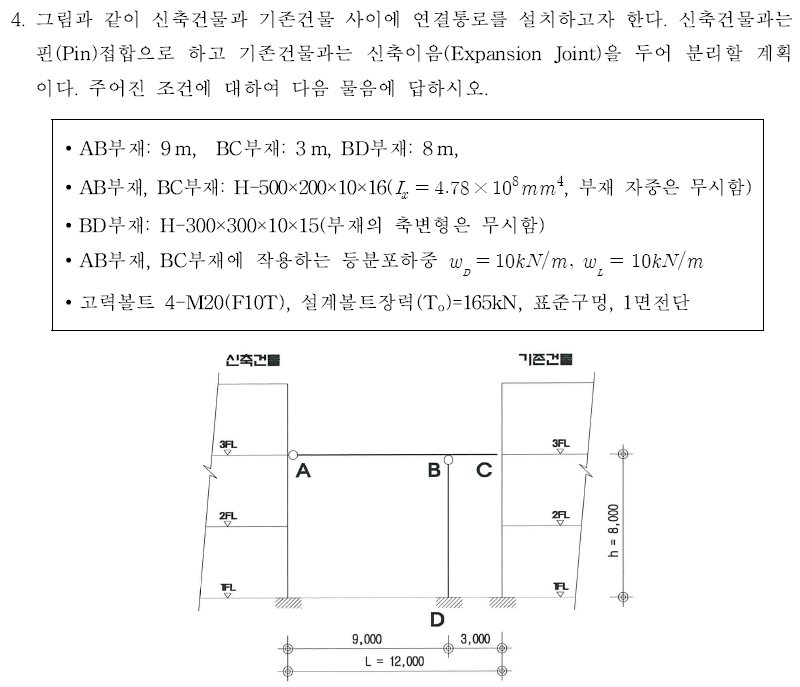 4. 그림과 같이 신축건물과 기존건물 사이에 연결통로를 설치하고자 한다. 신축건물과는
핀(Pin)접합으로 하고 기존건물과는 신축이음(Expansion Joint)을 두어 분리할 계획
이다. 주어진 조건에 대하여 다음 물음에 답하시오.
• AB부재: 9 m, BC부재: 3 m, BD부재: 8 m,
• AB부재, BC부재: H-500×200×10×16(Iₓ = 4.78 × 10⁸mm⁴, 부재 자중은 무시함)
• BD부재: H-300×300×10×15(부재의 축변형은 무시함)
• AB부재, BC부재에 작용하는 등분포하중 w_D = 10kN/m, w_L = 10kN/m
• 고력볼트 4-M20(F10T), 설계볼트장력(Tₒ)=165kN, 표준구멍, 1면전단
신축건물 기존건물
3FL 3FL
A B C
2FL 2FL
h = 8,000
1FL 1FL
D
9,000 3,000
L = 12,000